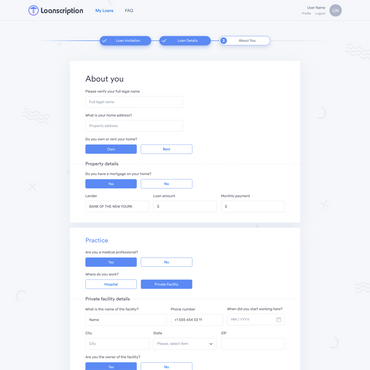 Loanscription
My Loans
FAQ
User Name
Profile
Logout
UN
Loan Invitation
Loan Details
3
About You
About you
Please verify your full legal name
Full legal name
What is your home address?
Property address
Do you own or rent your home?
Own
Rent
Property details
Do you have a mortgage on your home?
Yes
No
Lender
Loan amount
Monthly payment
BANK OF THE NEW YOURK
$
$
Practice
Are you a medical professional?
Yes
No
Where do you work?
Hospital
Private Facility
Private facility details
What is the name of the facility?
Phone number
When did you start working here?
Name
+1 555 654 53 11
MM / YYYY
City
State
ZIP
City
Please, select item
Are you the owner of the facility?
Yes
No